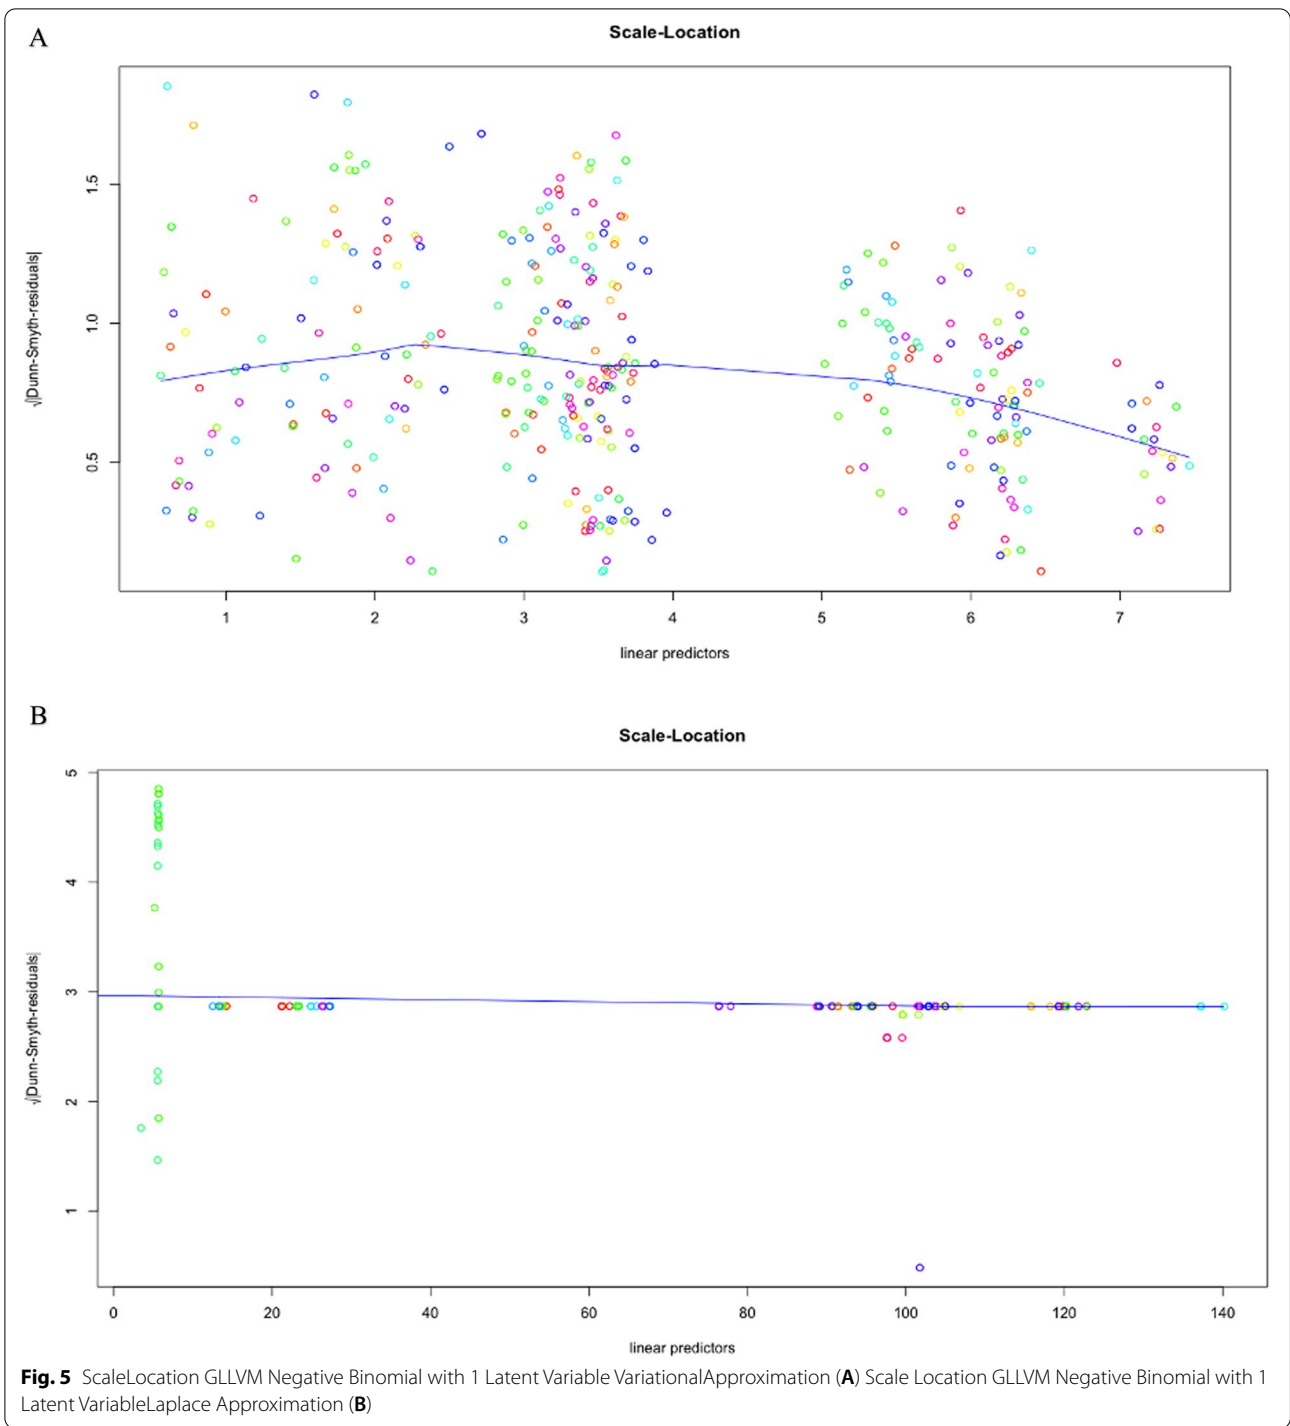 A
Scale-Location
√|Dunn-Smyth-residuals|
1.5
1.0
0.5
1 2 3 4 5 6 7
linear predictors
B
Scale-Location
√|Dunn-Smyth-residuals|
5
4
3
2
1
0 20 40 60 80 100 120 140
linear predictors
Fig. 5 ScaleLocation GLLVM Negative Binomial with 1 Latent Variable VariationalApproximation (A) Scale Location GLLVM Negative Binomial with 1
Latent VariableLaplace Approximation (B)